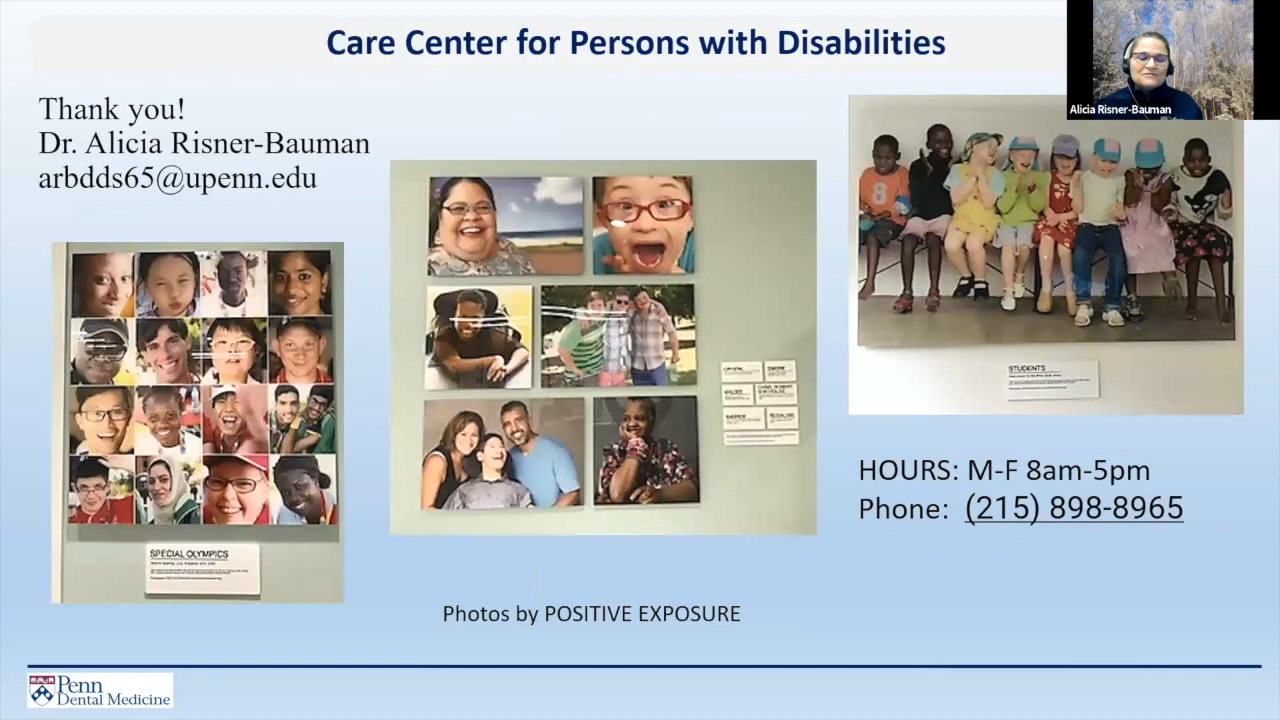 Care Center for Persons with Disabilities
Alicia Risner-Bauman
Thank you!
Dr. Alicia Risner-Bauman
arbdds65@upenn.edu
8
SPECIAL OLYMPICS
STUDENTS
HOURS: M-F 8am-5pm
Phone: (215) 898-8965
Photos by POSITIVE EXPOSURE
Penn
Dental Medicine